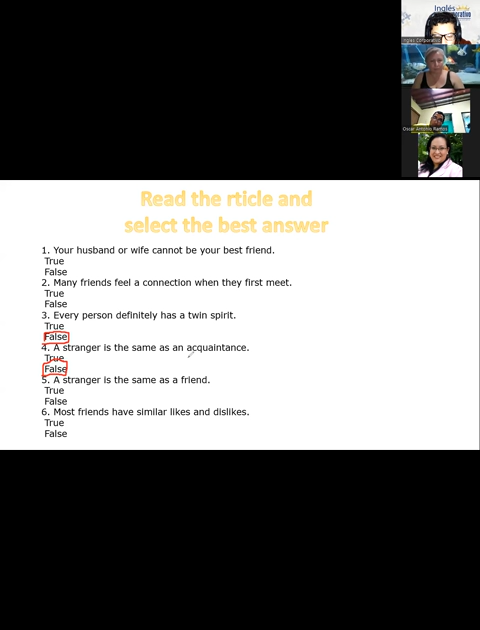 Inglés
corporativo
Inglés corporativo
Oscar Antonio Ramos
Read the rticle and
select the best answer
1. Your husband or wife cannot be your best friend.
True
False
2. Many friends feel a connection when they first meet.
True
False
3. Every person definitely has a twin spirit.
True
False
4. A stranger is the same as an acquaintance.
True
False
5. A stranger is the same as a friend.
True
False
6. Most friends have similar likes and dislikes.
True
False